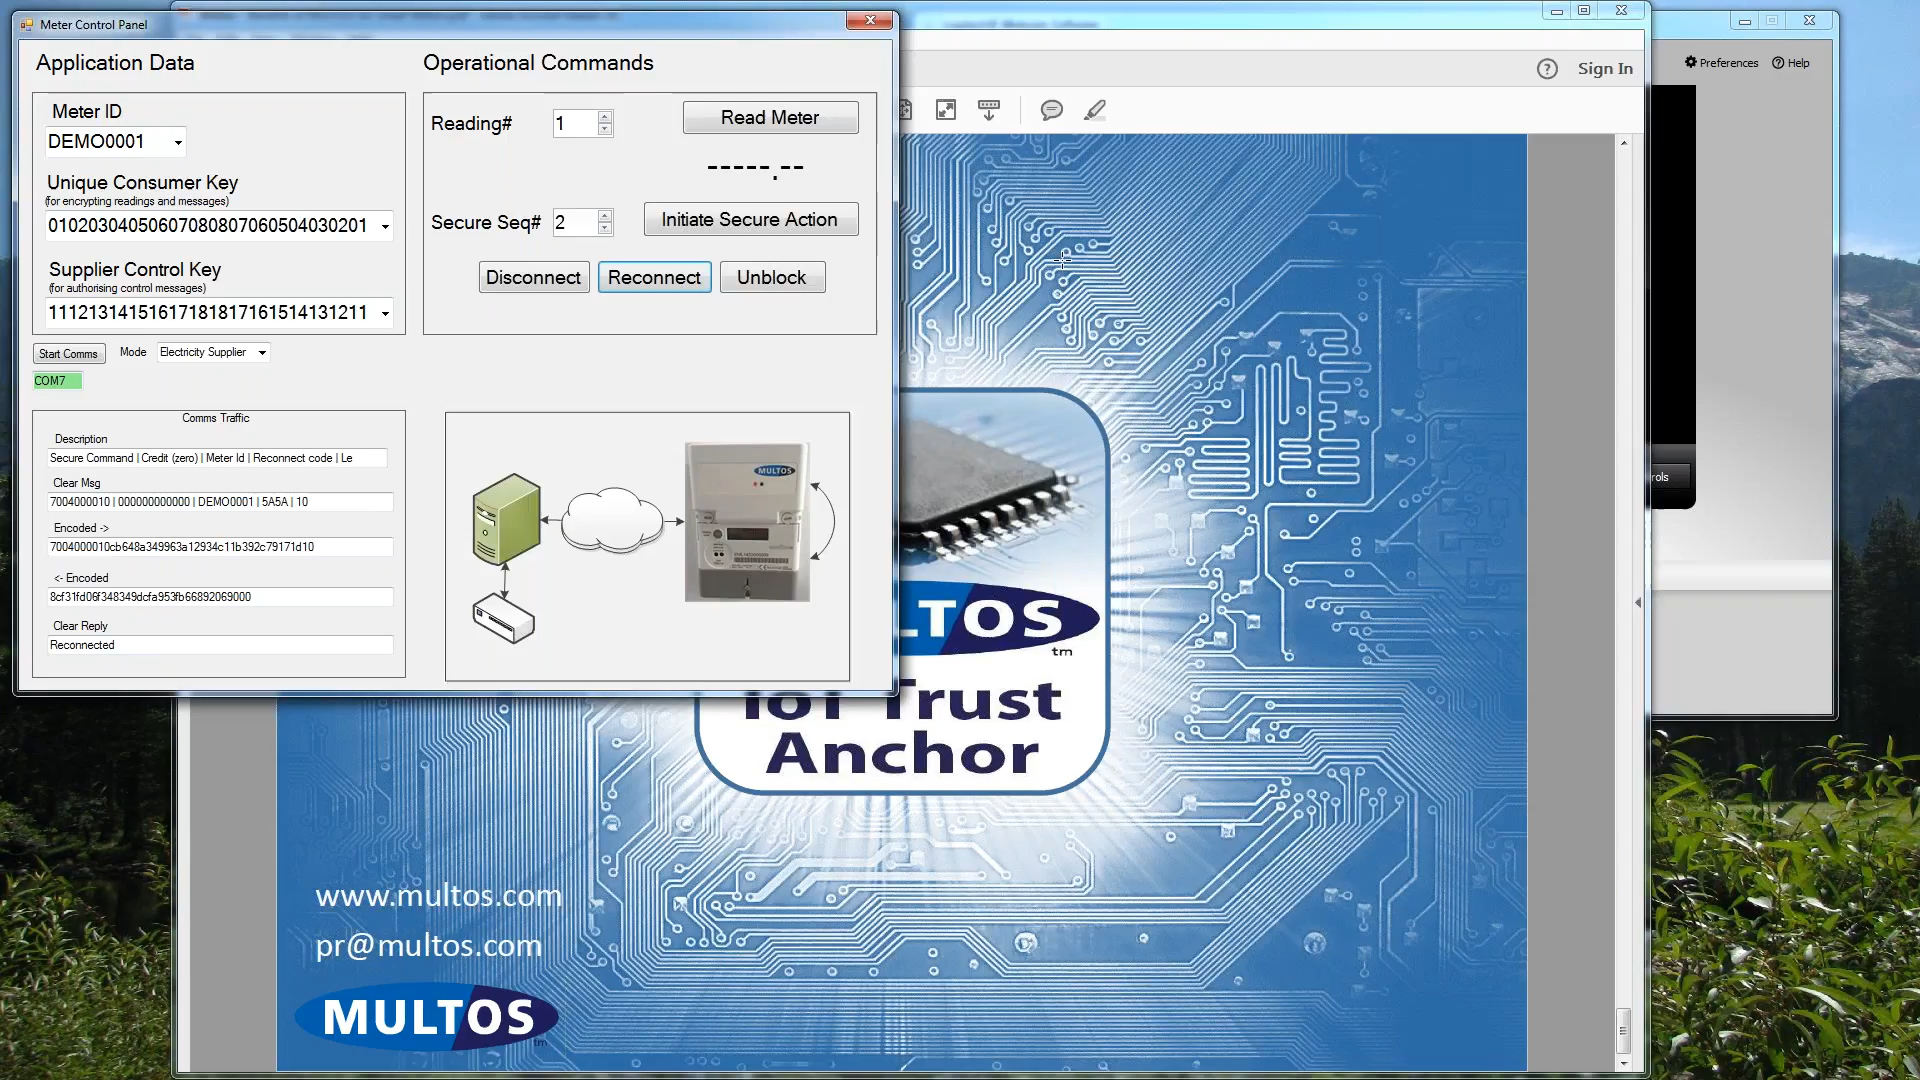 Meter Control Panel
Application Data
Meter ID
DEMO0001
Unique Consumer Key
(for encrypting readings and messages)
01020304050607080807060504030201
Supplier Control Key
(for authorising control messages)
11121314151617181817161514131211
Start Comms
Mode
Electricity Supplier
COM7
Operational Commands
Reading#
1
Read Meter
-----.--
Secure Seq#
2
Initiate Secure Action
Disconnect
Reconnect
Unblock
Comms Traffic
Description
Secure Command | Credit (zero) | Meter Id | Reconnect code | Le
Clear Msg
7004000010 | 000000000000 | DEMO0001 | 5A5A | 10
Encoded ->
7004000010cb648a349963a12934c11b392c79171d10
<- Encoded
8cf31fd06f348349dcfa953fb66892069000
Clear Reply
Reconnected
MULTOS
Sign In
Preferences
Help
rols
LTOS
tm
IoT Trust
Anchor
www.multos.com
pr@multos.com
MULTOS
tm